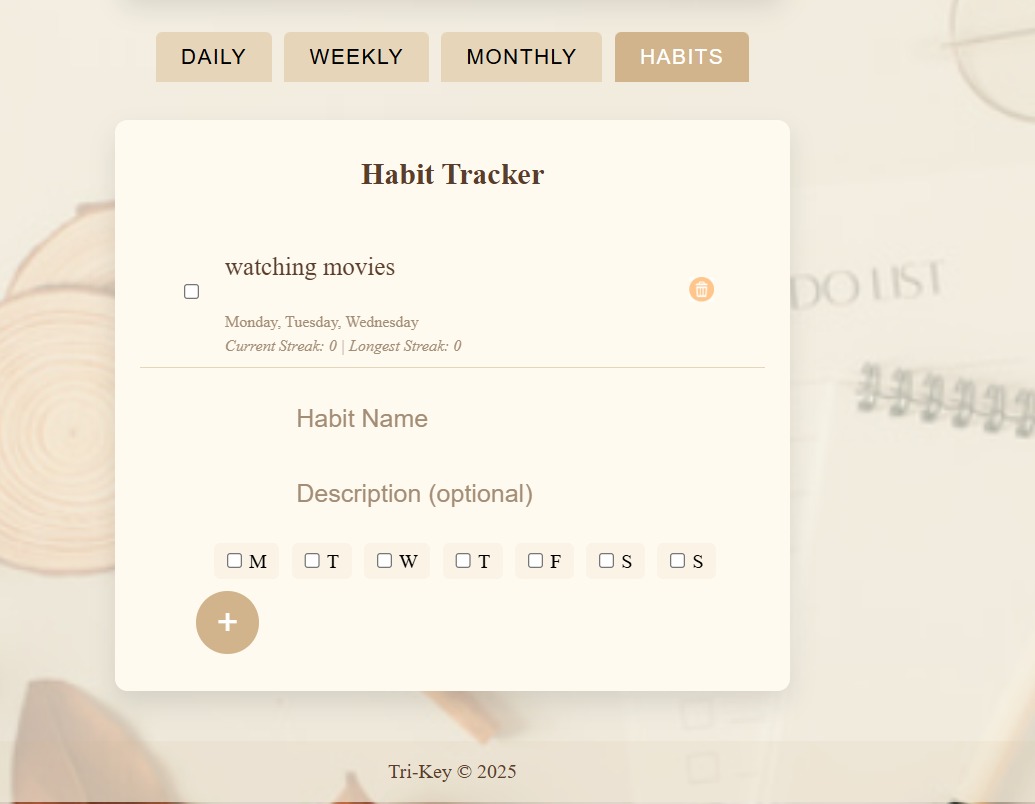 DAILY WEEKLY MONTHLY HABITS
Habit Tracker
watching movies
Monday, Tuesday, Wednesday
Current Streak: 0 | Longest Streak: 0
DO LIST
Habit Name
Description (optional)
M T W T F S S
+
Tri-Key © 2025